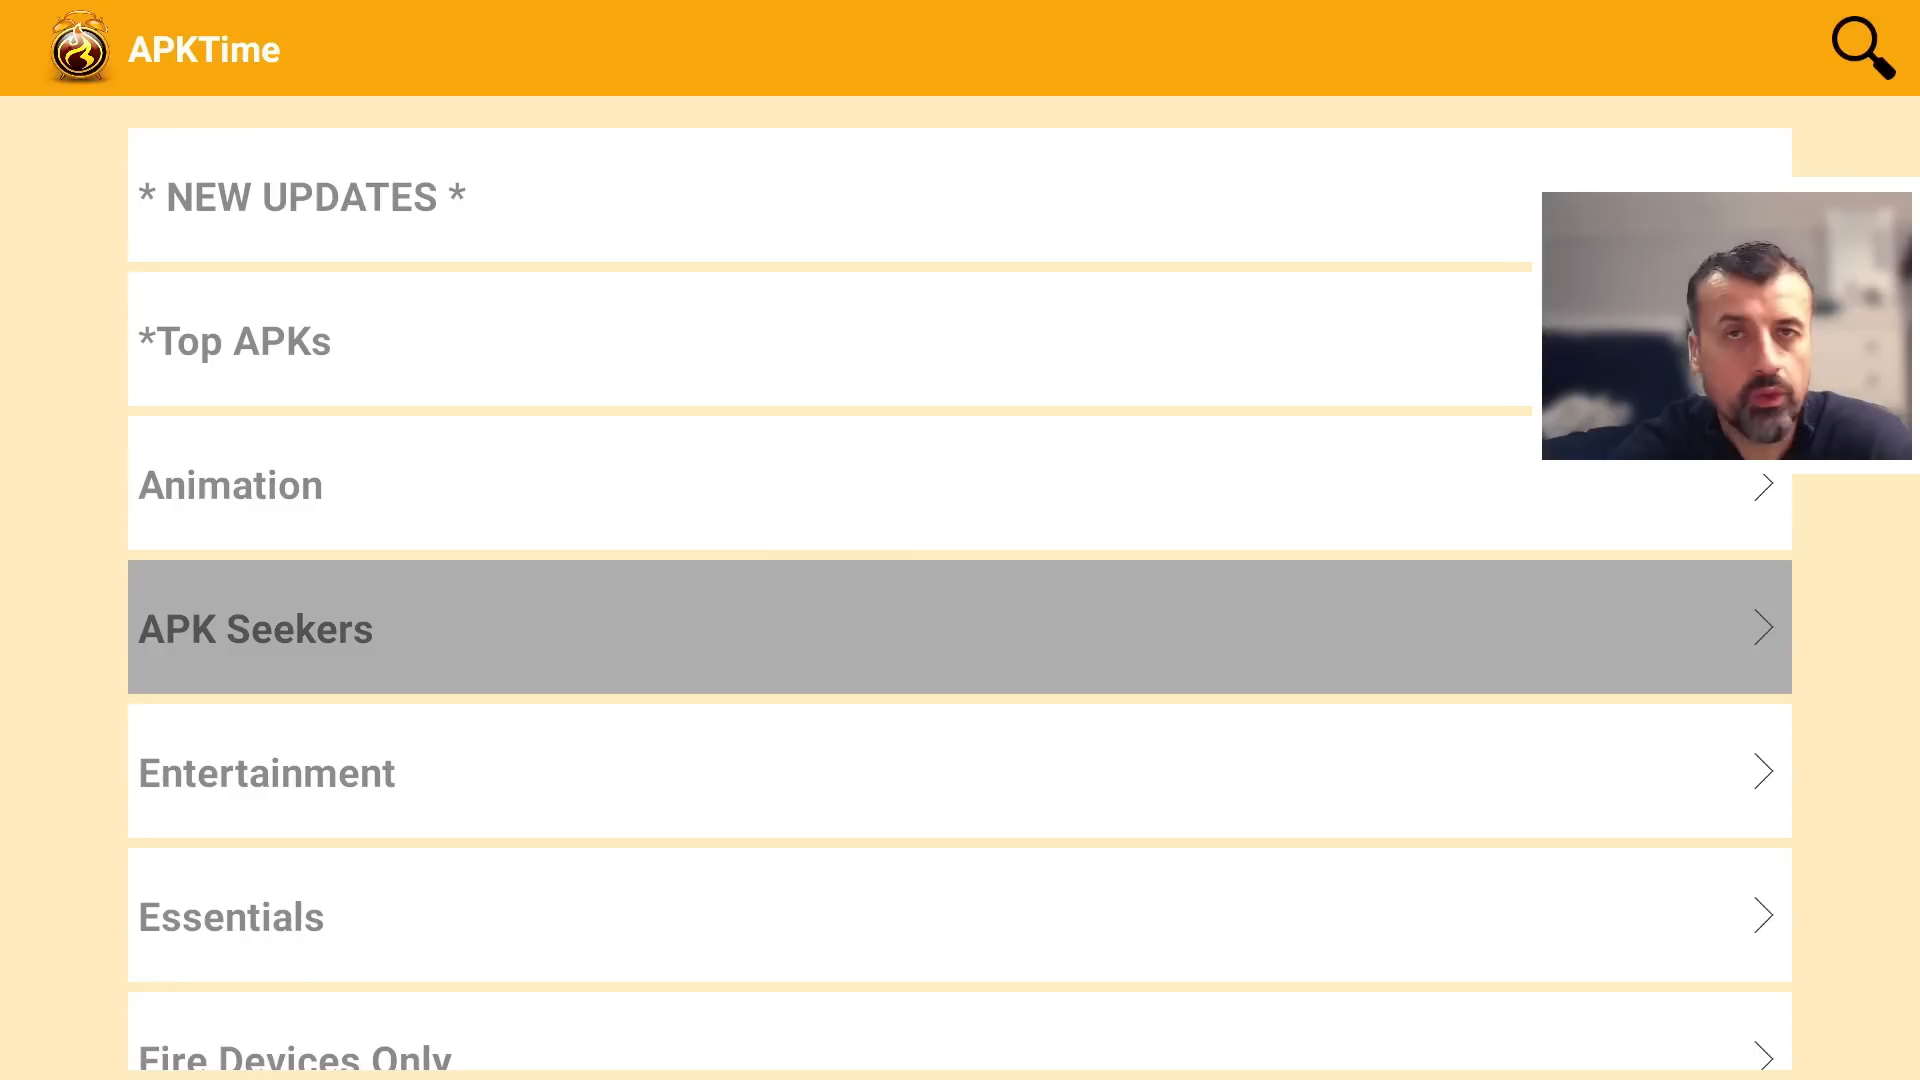 APKTime
* NEW UPDATES *
*Top APKs
Animation
APK Seekers
Entertainment
Essentials
Fire Devices Only